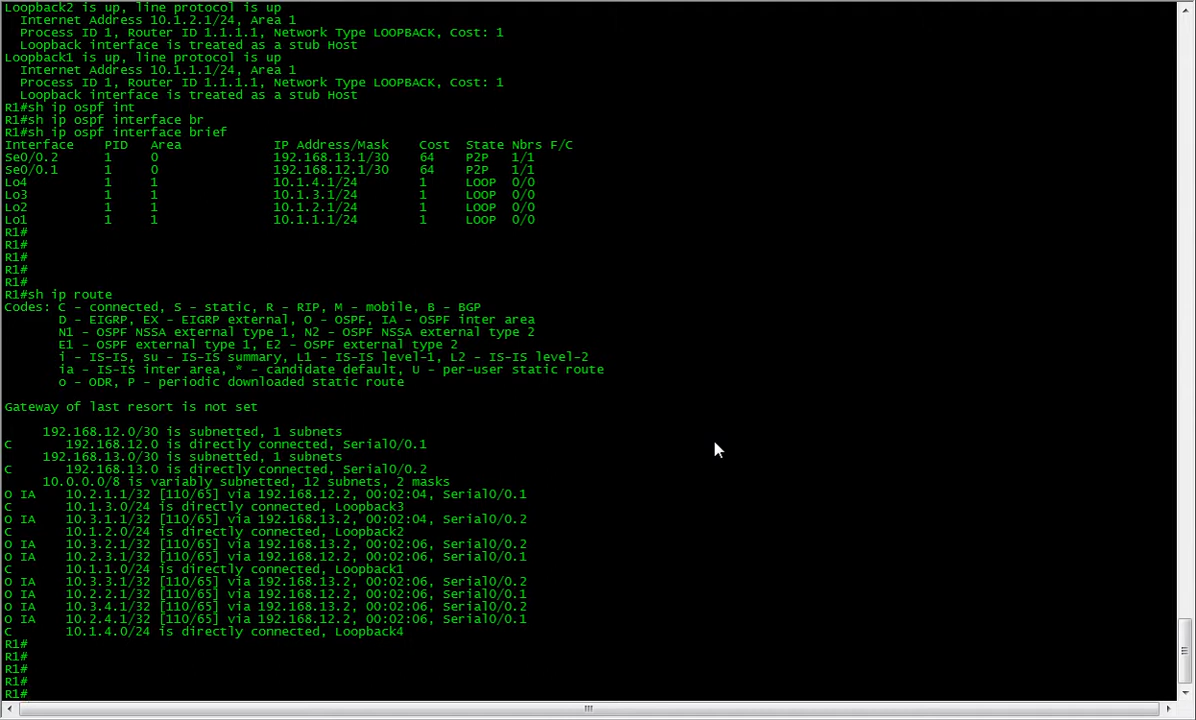 Loopback2 is up, line protocol is up
  Internet Address 10.1.2.1/24, Area 1
  Process ID 1, Router ID 1.1.1.1, Network Type LOOPBACK, Cost: 1
  Loopback interface is treated as a stub Host
Loopback1 is up, line protocol is up
  Internet Address 10.1.1.1/24, Area 1
  Process ID 1, Router ID 1.1.1.1, Network Type LOOPBACK, Cost: 1
  Loopback interface is treated as a stub Host
R1#sh ip ospf int
R1#sh ip ospf interface br
R1#sh ip ospf interface brief
Interface    PID   Area            IP Address/Mask    Cost  State Nbrs F/C
Se0/0.2      1     0               192.168.13.1/30    64    P2P   1/1
Se0/0.1      1     0               192.168.12.1/30    64    P2P   1/1
Lo4          1     1               10.1.4.1/24        1     LOOP  0/0
Lo3          1     1               10.1.3.1/24        1     LOOP  0/0
Lo2          1     1               10.1.2.1/24        1     LOOP  0/0
Lo1          1     1               10.1.1.1/24        1     LOOP  0/0
R1#
R1#
R1#
R1#
R1#
R1#sh ip route
Codes: C - connected, S - static, R - RIP, M - mobile, B - BGP
       D - EIGRP, EX - EIGRP external, O - OSPF, IA - OSPF inter area
       N1 - OSPF NSSA external type 1, N2 - OSPF NSSA external type 2
       E1 - OSPF external type 1, E2 - OSPF external type 2
       i - IS-IS, su - IS-IS summary, L1 - IS-IS level-1, L2 - IS-IS level-2
       ia - IS-IS inter area, * - candidate default, U - per-user static route
       o - ODR, P - periodic downloaded static route
Gateway of last resort is not set
     192.168.12.0/30 is subnetted, 1 subnets
C       192.168.12.0 is directly connected, Serial0/0.1
     192.168.13.0/30 is subnetted, 1 subnets
C       192.168.13.0 is directly connected, Serial0/0.2
     10.0.0.0/8 is variably subnetted, 12 subnets, 2 masks
O IA    10.2.1.1/32 [110/65] via 192.168.12.2, 00:02:04, Serial0/0.1
C       10.1.3.0/24 is directly connected, Loopback3
O IA    10.3.1.1/32 [110/65] via 192.168.13.2, 00:02:04, Serial0/0.2
C       10.1.2.0/24 is directly connected, Loopback2
O IA    10.3.2.1/32 [110/65] via 192.168.13.2, 00:02:06, Serial0/0.2
O IA    10.2.3.1/32 [110/65] via 192.168.12.2, 00:02:06, Serial0/0.1
C       10.1.1.0/24 is directly connected, Loopback1
O IA    10.3.3.1/32 [110/65] via 192.168.13.2, 00:02:06, Serial0/0.2
O IA    10.2.2.1/32 [110/65] via 192.168.12.2, 00:02:06, Serial0/0.1
O IA    10.3.4.1/32 [110/65] via 192.168.13.2, 00:02:06, Serial0/0.2
O IA    10.2.4.1/32 [110/65] via 192.168.12.2, 00:02:06, Serial0/0.1
C       10.1.4.0/24 is directly connected, Loopback4
R1#
R1#
R1#
R1#
R1#